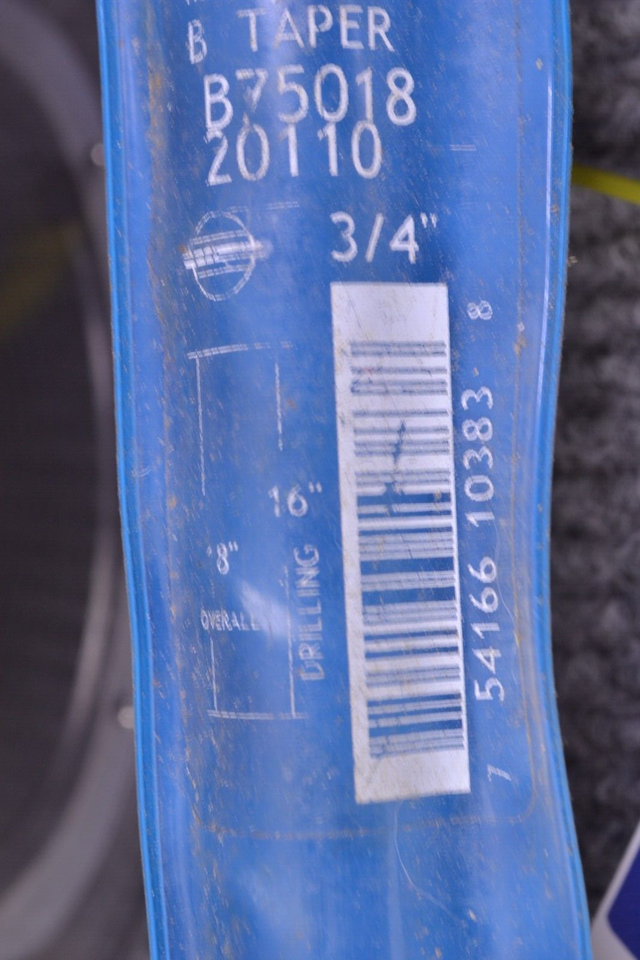 B TAPER
B75018
20110
3/4"
16"
8"
OVERALL
DRILLING
7 54166 10383 8